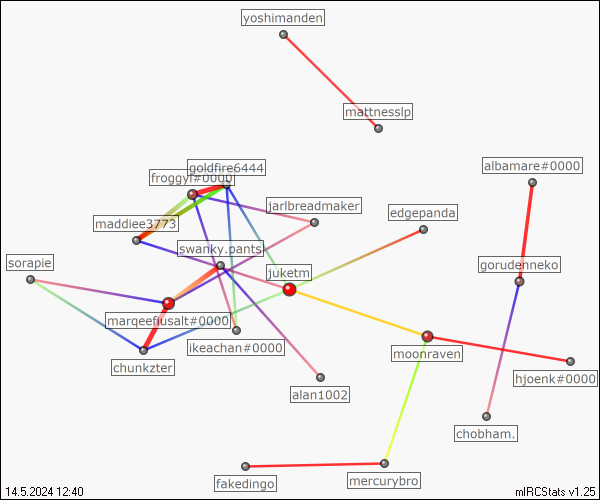 yoshimanden
mattnesslp
albamare#0000
goldfire6444
froggyl#0000
jarlbreadmaker
edgepanda
maddiee3773
swanky.pants
sorapie
juketm
gorudenneko
marqeefiusalt#0000
ikeachan#0000
moonraven
chunkzter
hjoenk#0000
alan1002
chobham.
fakedingo
mercurybro
14.5.2024 12:40
mIRCStats v1.25